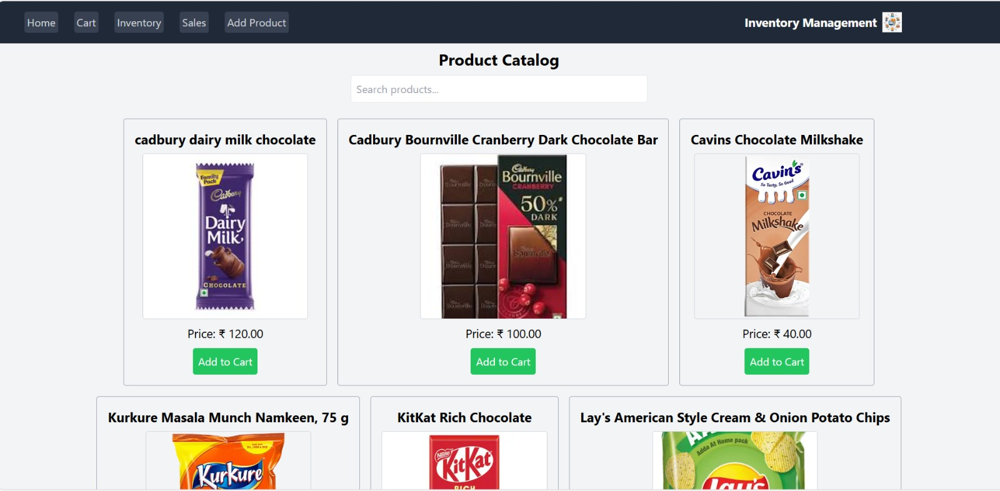 Home Cart Inventory Sales Add Product Inventory Management
Product Catalog
Search products...
cadbury dairy milk chocolate
Family
Pack
Cadbury
Dairy
Milk
CHOCOLATE
Price: ₹ 120.00
Add to Cart
Cadbury Bournville Cranberry Dark Chocolate Bar
Cadbury
Bournville
CRANBERRY
50%
DARK
Bournville
Price: ₹ 100.00
Add to Cart
Cavins Chocolate Milkshake
Cavin's
So Tasty, So Good
CHOCOLATE
Milkshake
Price: ₹ 40.00
Add to Cart
Kurkure Masala Munch Namkeen, 75 g
Kurkure
KitKat Rich Chocolate
Nestle
KitKat
RICH
Lay's American Style Cream & Onion Potato Chips
Adda At Home pack
Lay's